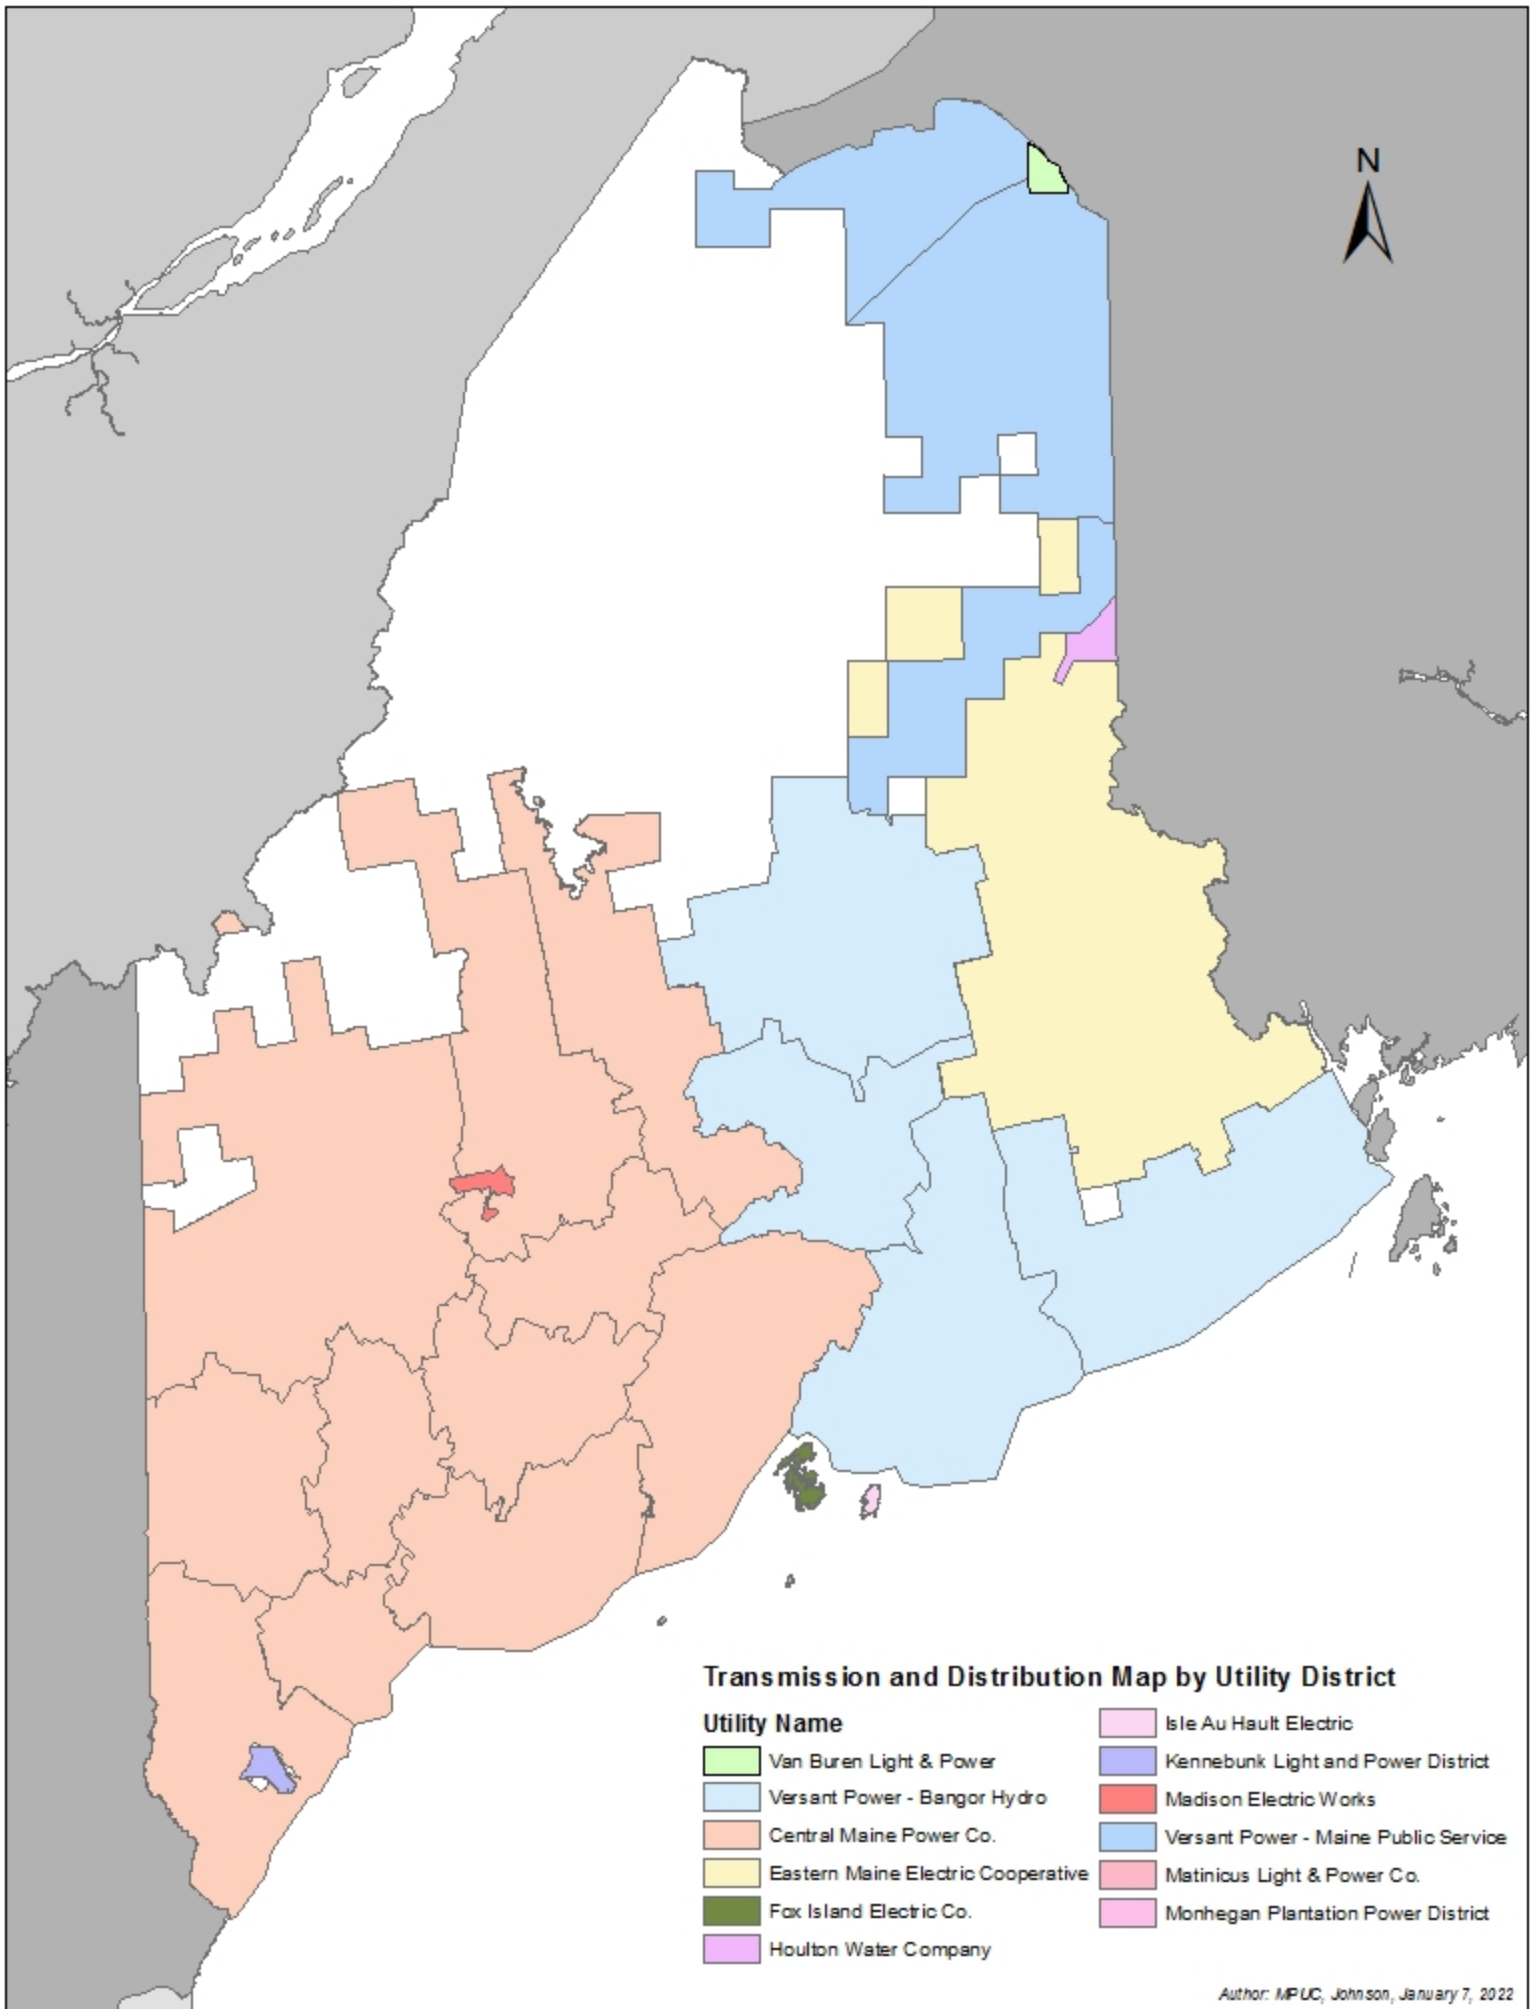 N
Transmission and Distribution Map by Utility District
Utility Name
Van Buren Light & Power
Versant Power - Bangor Hydro
Central Maine Power Co.
Eastern Maine Electric Cooperative
Fox Island Electric Co.
Houlton Water Company
Isle Au Hault Electric
Kennebunk Light and Power District
Madison Electric Works
Versant Power - Maine Public Service
Matinicus Light & Power Co.
Monhegan Plantation Power District
Author: MPUC, Johnson, January 7, 2022